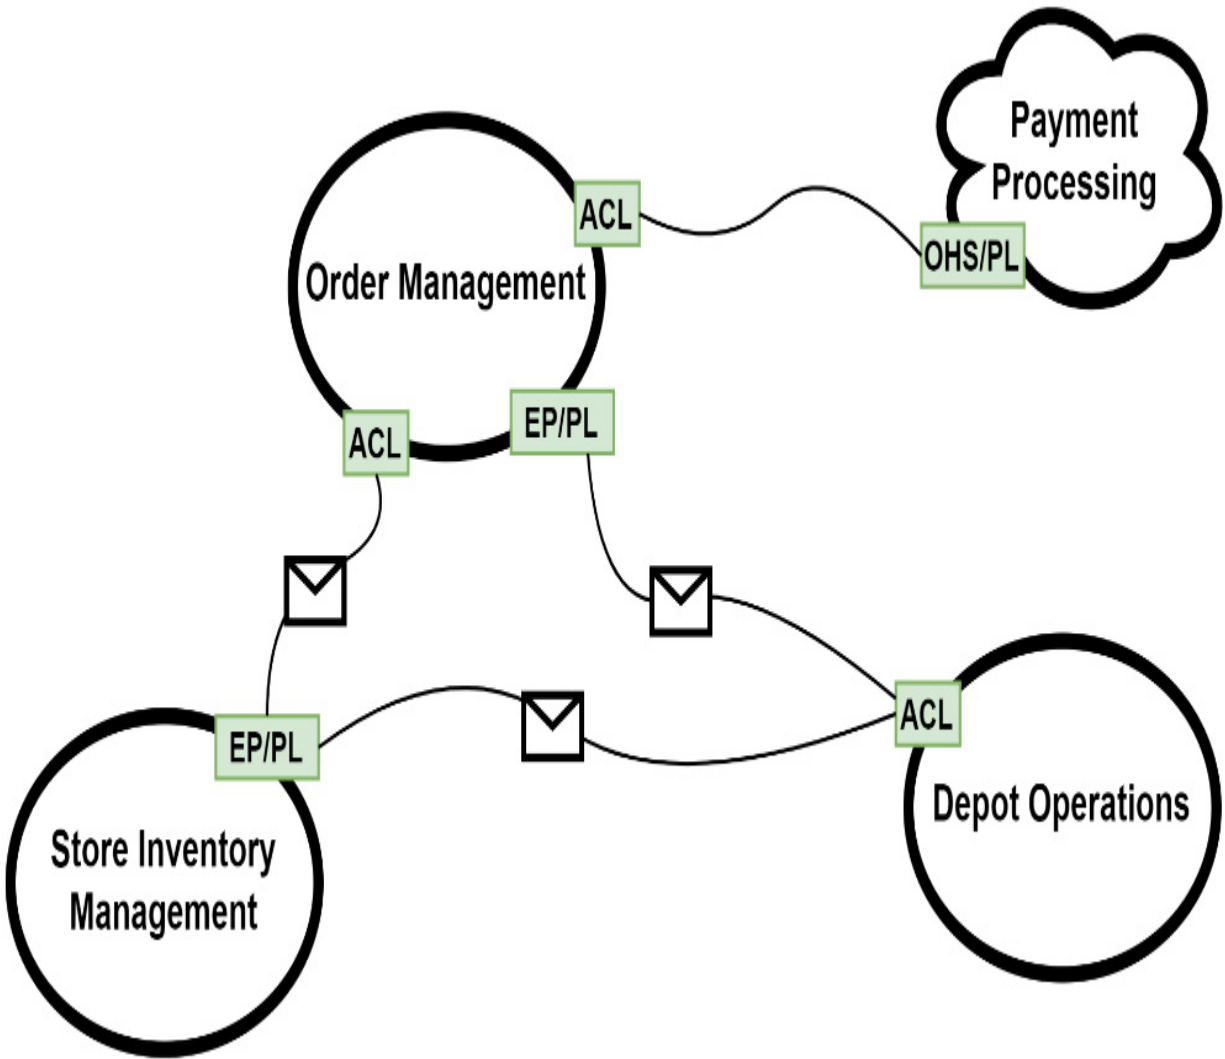 Payment
Processing
ACL
OHS/PL
Order Management
EP/PL
ACL
ACL
EP/PL
Depot Operations
Store Inventory
Management